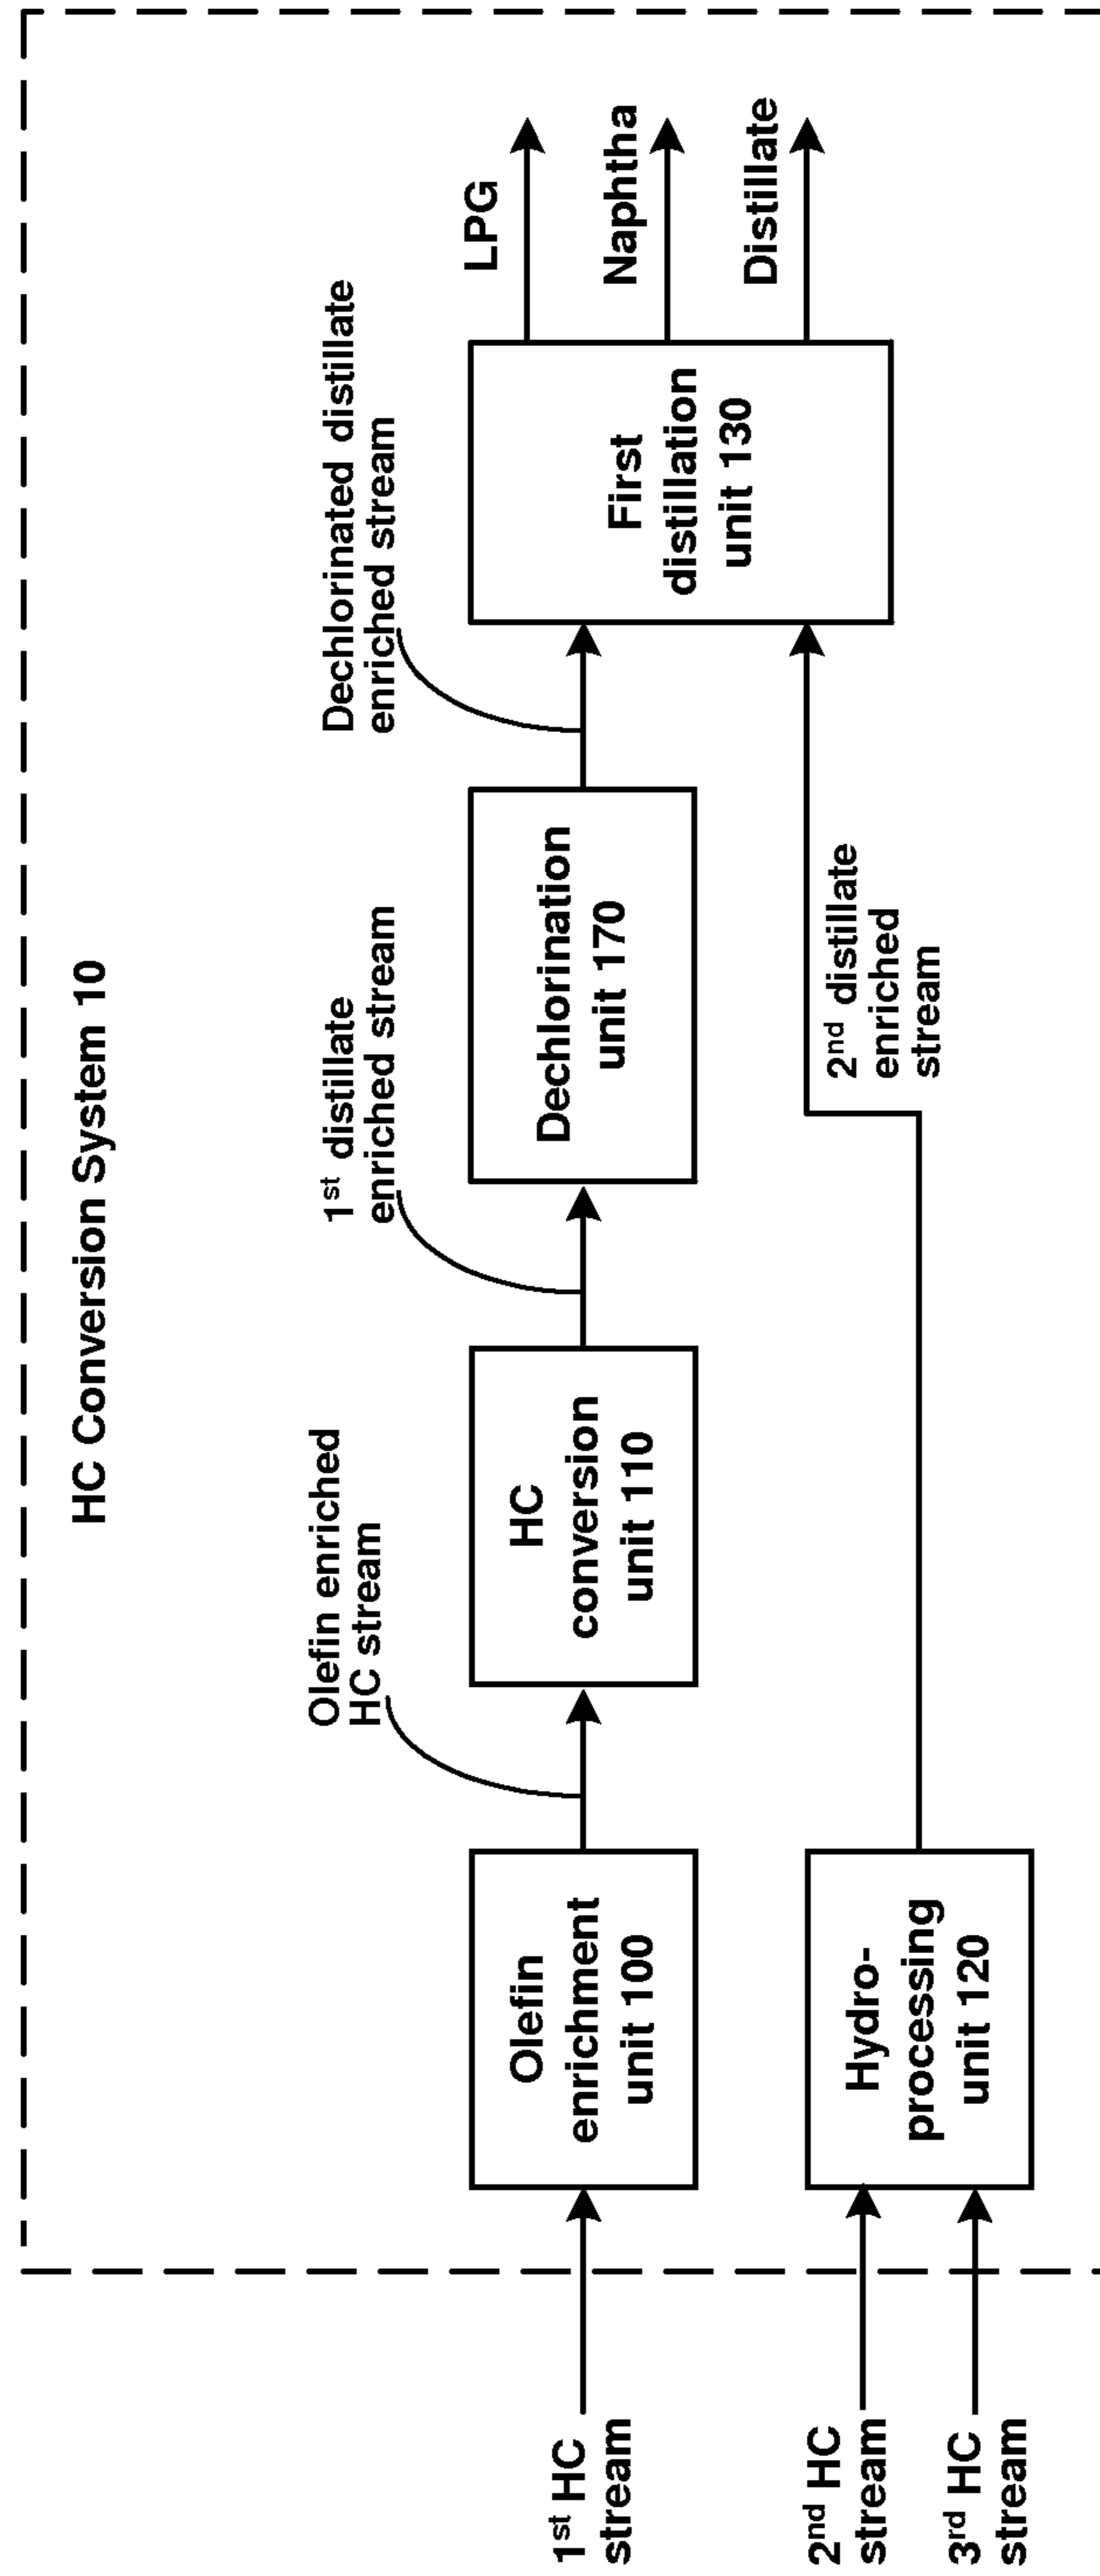 HC Conversion System 10
1st HC
stream
Olefin
enrichment
unit 100
Olefin enriched
HC stream
HC
conversion
unit 110
1st distillate
enriched stream
Dechlorination
unit 170
Dechlorinated distillate
enriched stream
First
distillation
unit 130
LPG
Naphtha
Distillate
2nd HC
stream
3rd HC
stream
Hydro-
processing
unit 120
2nd distillate
enriched
stream